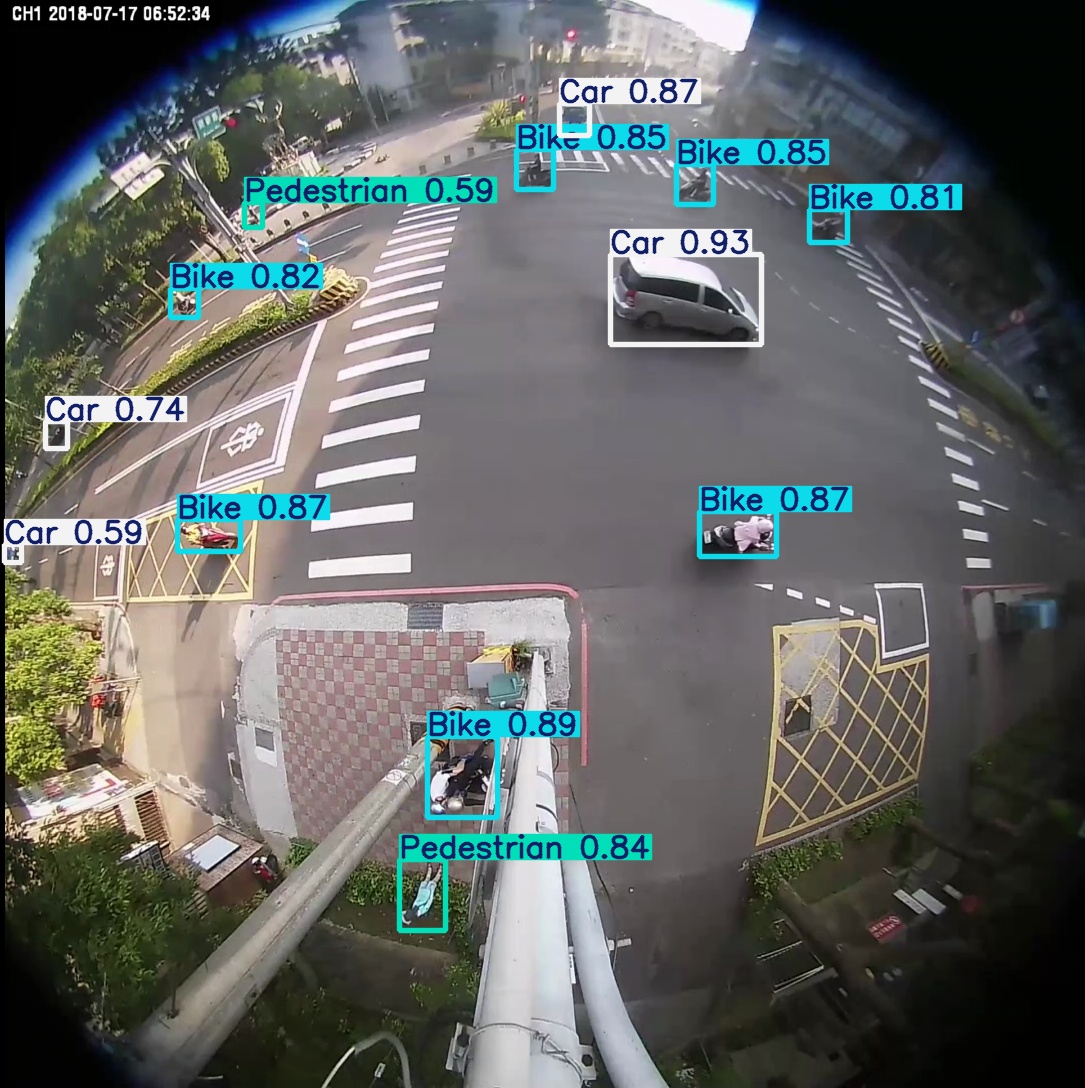 CH1 2018-07-17 06:52:34
Car 0.87
Bike 0.85
Bike 0.85
Pedestrian 0.59
Bike 0.81
Car 0.93
Bike 0.82
Car 0.74
Bike 0.87
Bike 0.87
Car 0.59
Bike 0.89
Pedestrian 0.84